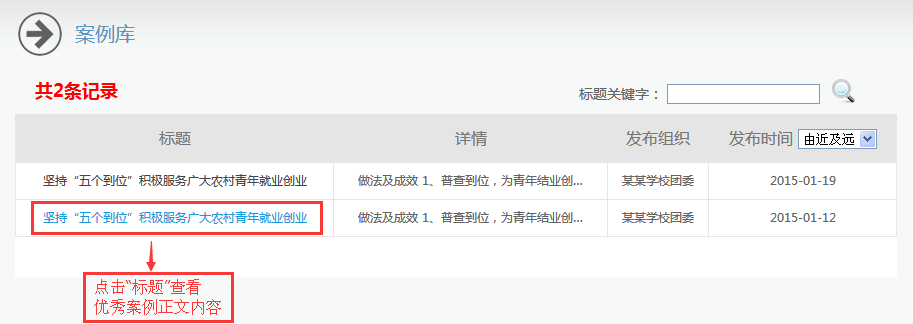 案例库
共2条记录
标题关键字：
标题 详情 发布组织 发布时间 由近及远
坚持“五个到位”积极服务广大农村青年就业创业 做法及成效 1、普查到位，为青年结业创... 某某学校团委 2015-01-19
坚持“五个到位”积极服务广大农村青年就业创业 做法及成效 1、普查到位，为青年结业创... 某某学校团委 2015-01-12
点击“标题”查看
优秀案例正文内容